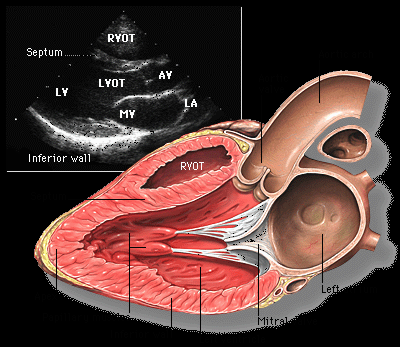 RVOT
Septum
AV
LVOT
LV
LA
MV
Inferior wall
RVOT
Left
Mitral